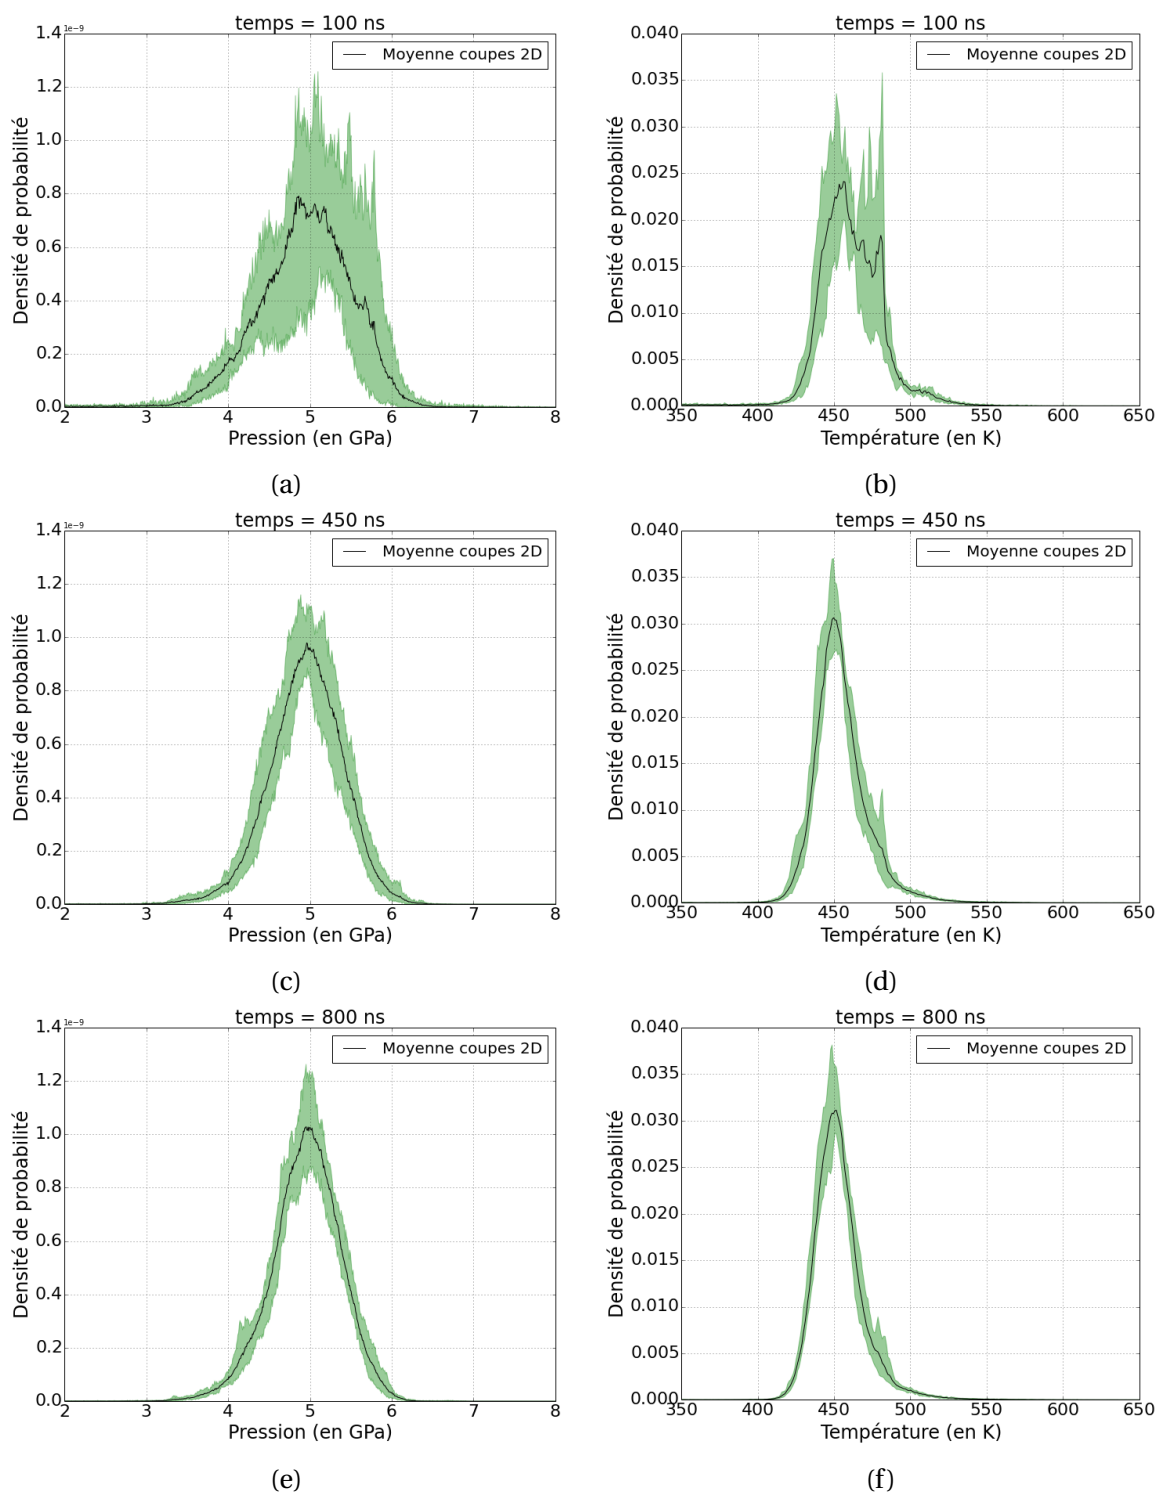 temps = 100 ns
1e−9
Moyenne coupes 2D
1.4
1.2
1.0
0.8
0.6
0.4
0.2
0.0
Densité de probabilité
2 3 4 5 6 7 8
Pression (en GPa)
(a)
temps = 100 ns
Moyenne coupes 2D
0.040
0.035
0.030
0.025
0.020
0.015
0.010
0.005
0.000
Densité de probabilité
350 400 450 500 550 600 650
Température (en K)
(b)
temps = 450 ns
1e−9
Moyenne coupes 2D
1.4
1.2
1.0
0.8
0.6
0.4
0.2
0.0
Densité de probabilité
2 3 4 5 6 7 8
Pression (en GPa)
(c)
temps = 450 ns
Moyenne coupes 2D
0.040
0.035
0.030
0.025
0.020
0.015
0.010
0.005
0.000
Densité de probabilité
350 400 450 500 550 600 650
Température (en K)
(d)
temps = 800 ns
1e−9
Moyenne coupes 2D
1.4
1.2
1.0
0.8
0.6
0.4
0.2
0.0
Densité de probabilité
2 3 4 5 6 7 8
Pression (en GPa)
(e)
temps = 800 ns
Moyenne coupes 2D
0.040
0.035
0.030
0.025
0.020
0.015
0.010
0.005
0.000
Densité de probabilité
350 400 450 500 550 600 650
Température (en K)
(f)